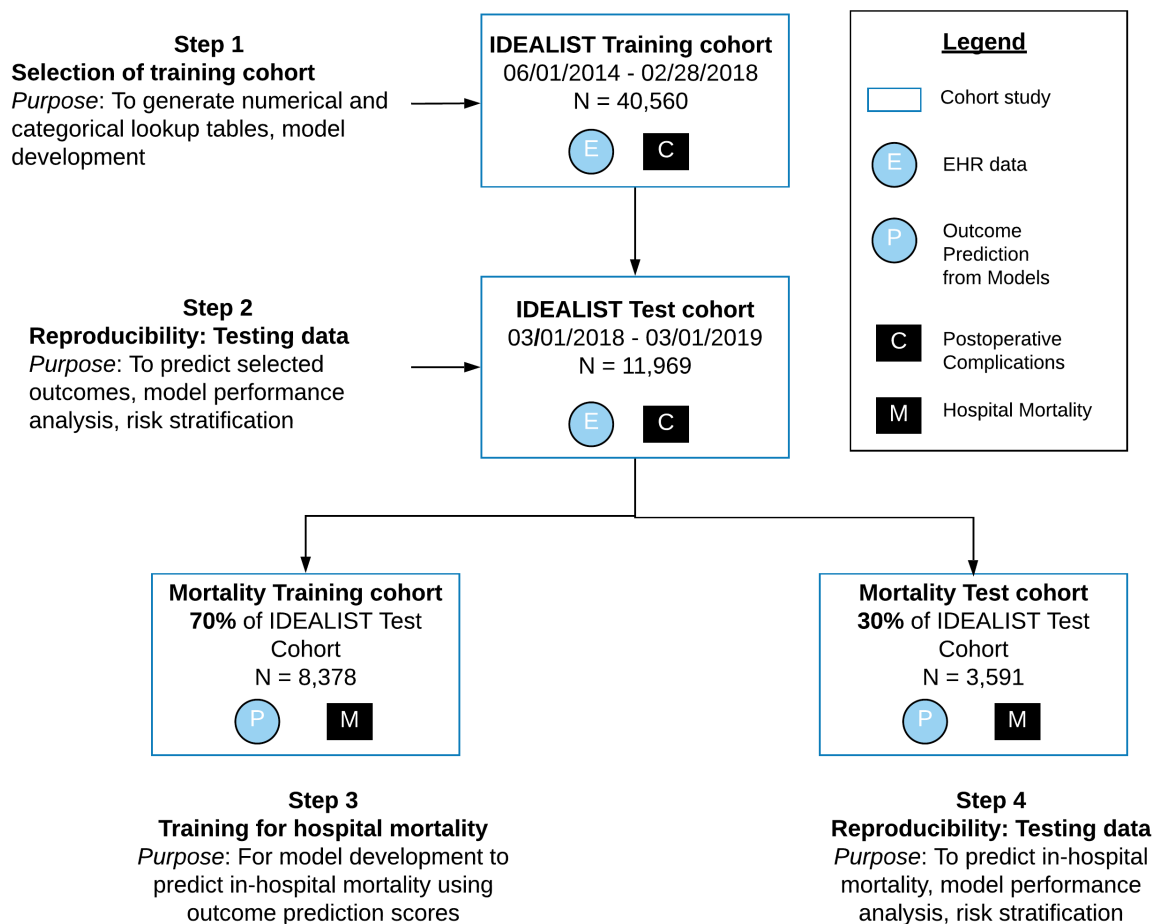 Step 1
Selection of training cohort
Purpose: To generate numerical and
categorical lookup tables, model
development
IDEALIST Training cohort
06/01/2014 - 02/28/2018
N = 40,560
E
C
Legend
Cohort study
E
EHR data
P
Outcome
Prediction
from Models
C
Postoperative
Complications
M
Hospital Mortality
Step 2
Reproducibility: Testing data
Purpose: To predict selected
outcomes, model performance
analysis, risk stratification
IDEALIST Test cohort
03/01/2018 - 03/01/2019
N = 11,969
E
C
Mortality Training cohort
70% of IDEALIST Test
Cohort
N = 8,378
P
M
Mortality Test cohort
30% of IDEALIST Test
Cohort
N = 3,591
P
M
Step 3
Training for hospital mortality
Purpose: For model development to
predict in-hospital mortality using
outcome prediction scores
Step 4
Reproducibility: Testing data
Purpose: To predict in-hospital
mortality, model performance
analysis, risk stratification